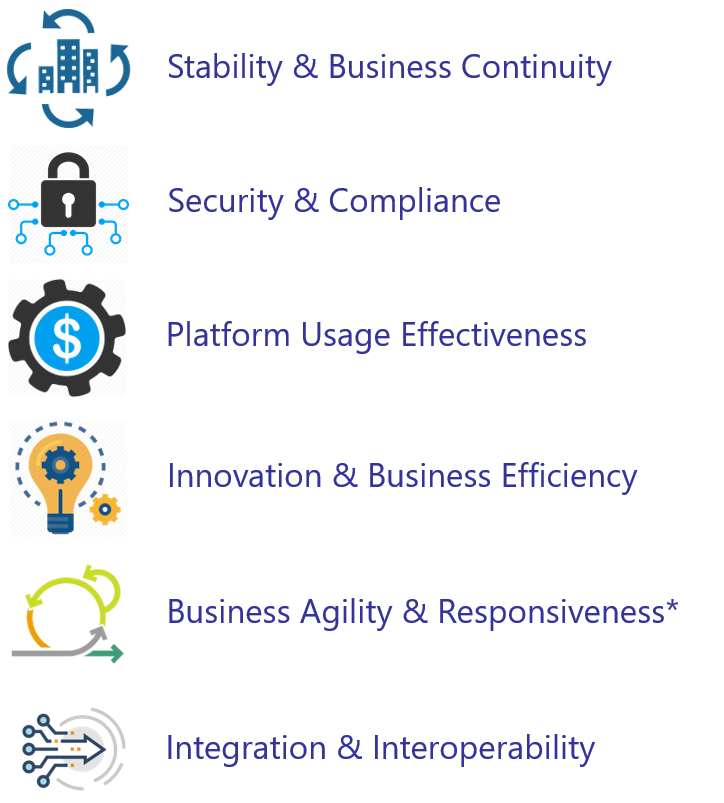 Stability & Business Continuity
Security & Compliance
$
Platform Usage Effectiveness
Innovation & Business Efficiency
Business Agility & Responsiveness*
Integration & Interoperability